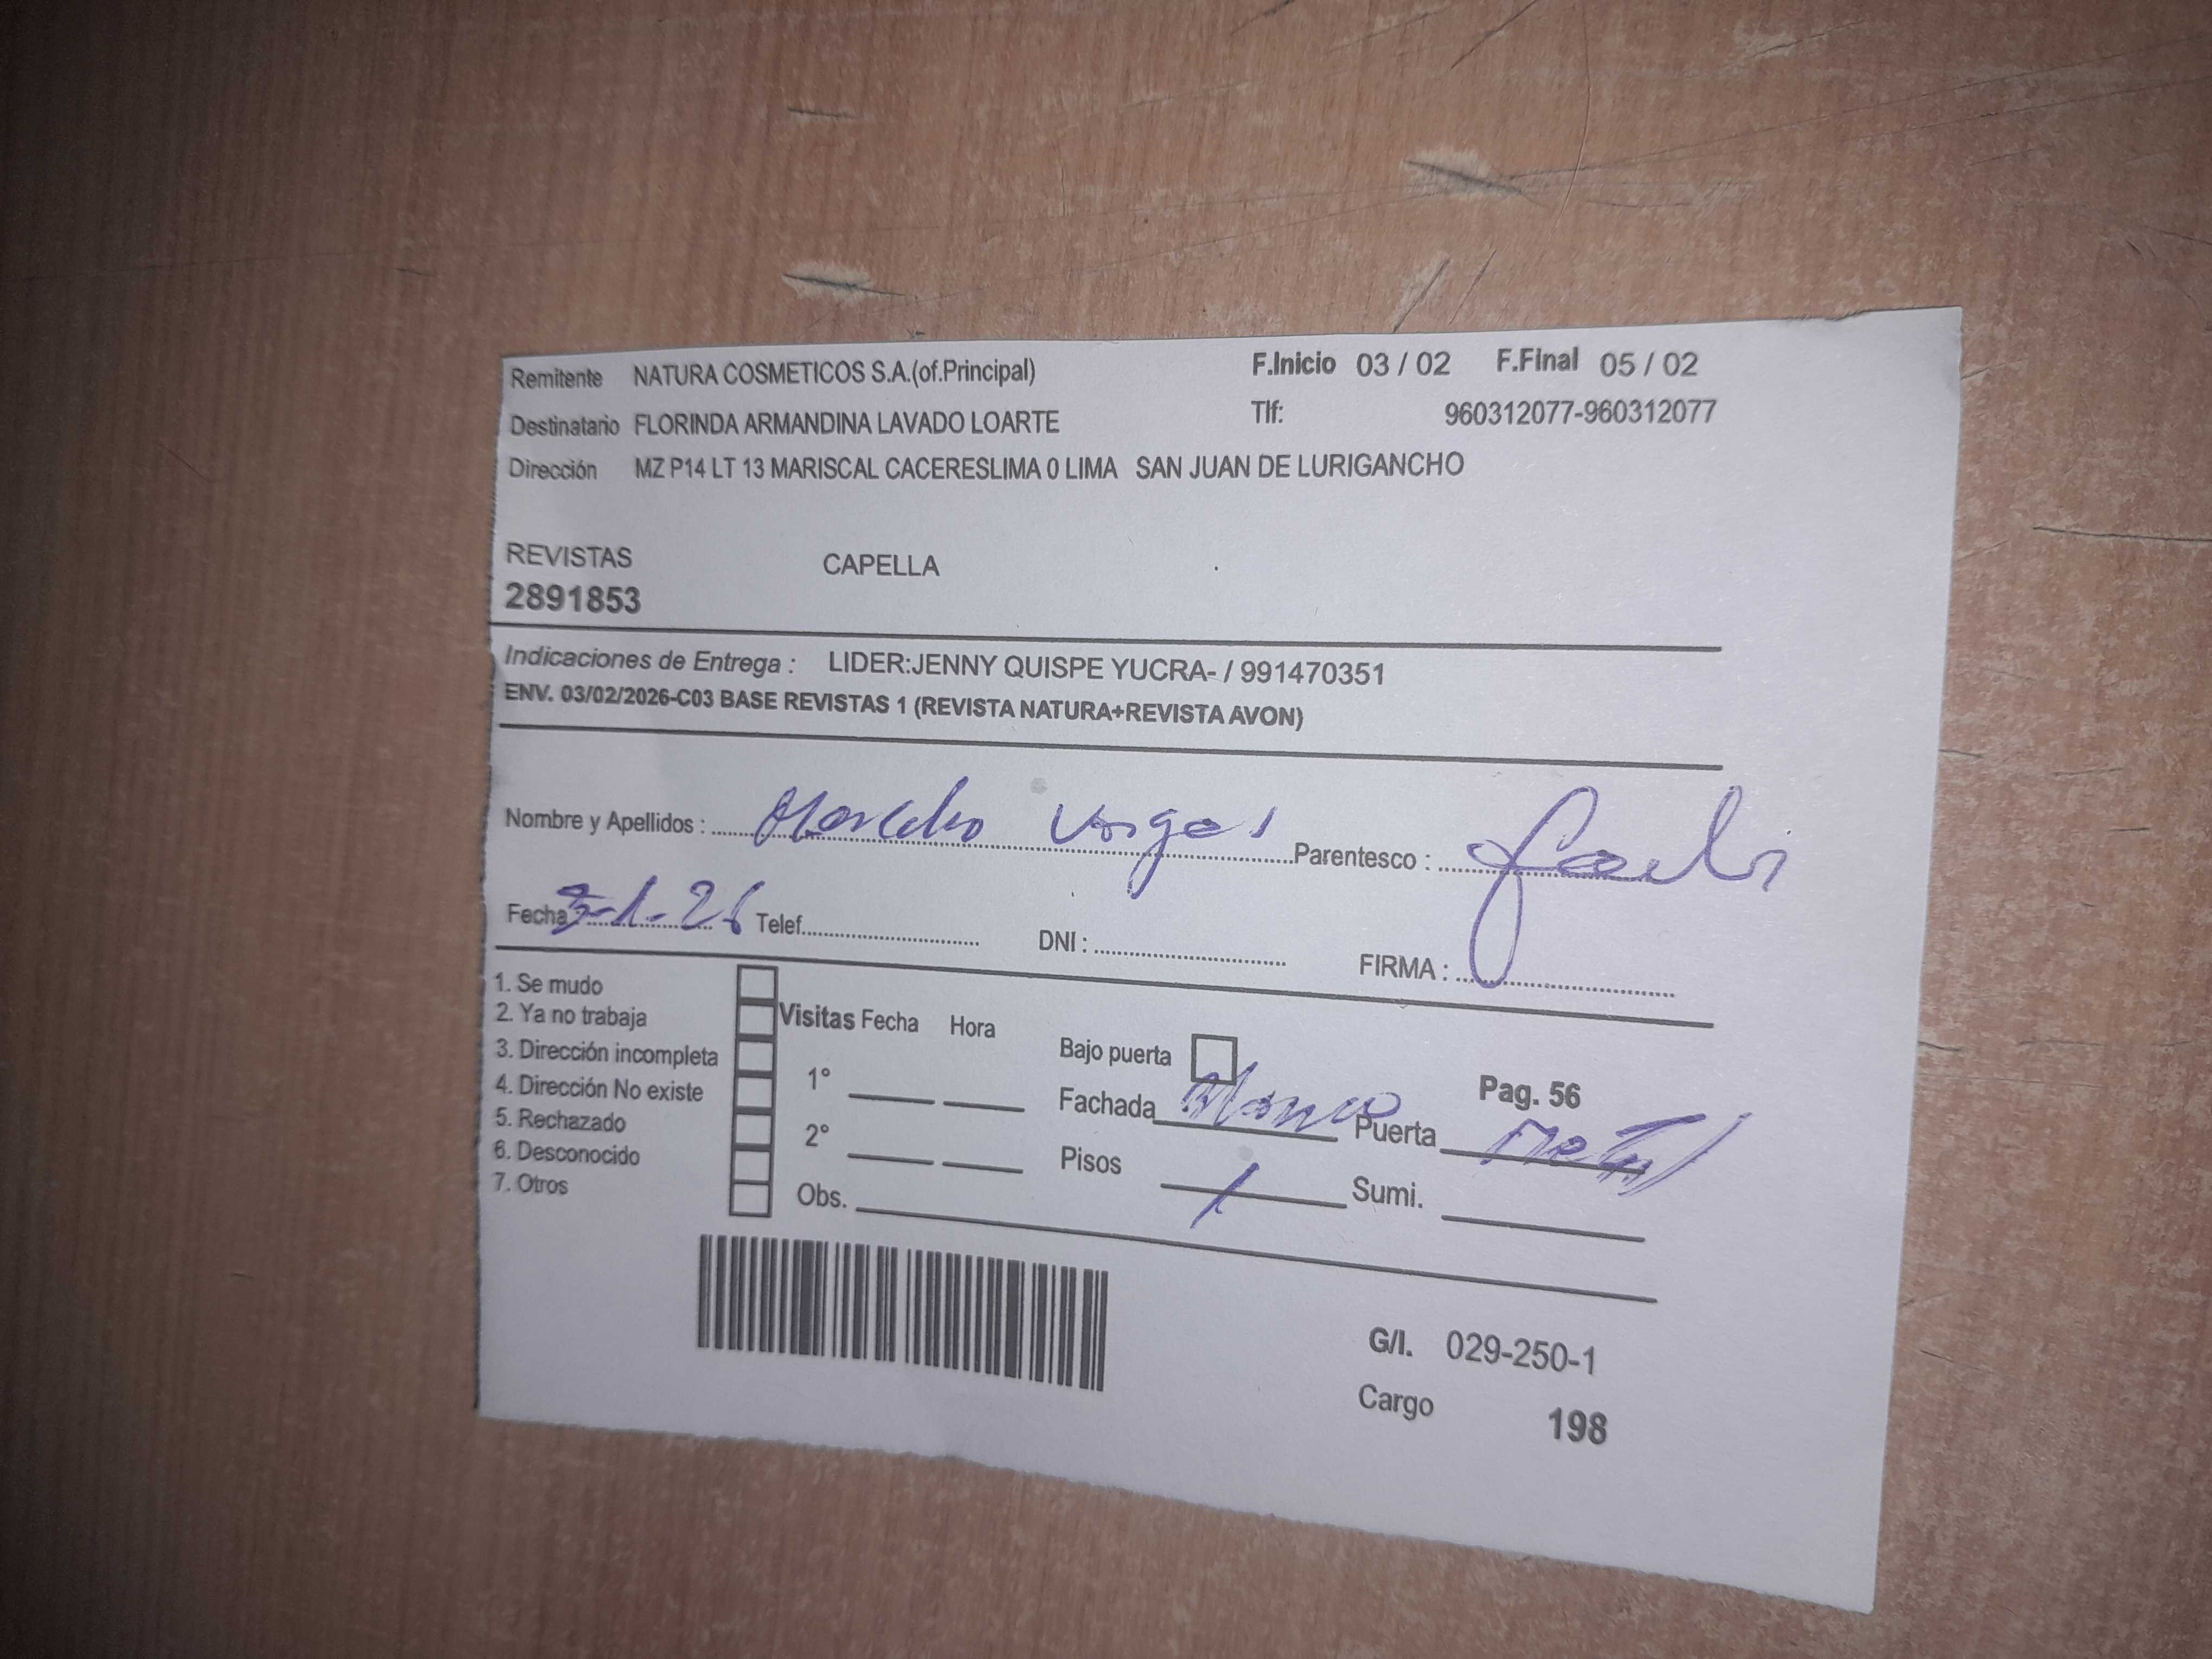 Remitente NATURA COSMETICOS S.A.(of.Principal) F.Inicio 03 / 02 F.Final 05 / 02
Destinatario FLORINDA ARMANDINA LAVADO LOARTE Tlf: 960312077-960312077
Dirección MZ P14 LT 13 MARISCAL CACERESLIMA 0 LIMA SAN JUAN DE LURIGANCHO
REVISTAS CAPELLA
2891853
Indicaciones de Entrega : LIDER:JENNY QUISPE YUCRA- / 991470351
ENV. 03/02/2026-C03 BASE REVISTAS 1 (REVISTA NATURA+REVISTA AVON)
Nombre y Apellidos : Vargas Parentesco :
Fecha Telef. DNI : FIRMA :
1. Se mudo
2. Ya no trabaja Visitas Fecha Hora
3. Dirección incompleta Bajo puerta
4. Dirección No existe 1° Fachada Blanco Pag. 56
5. Rechazado 2° Puerta Metal
6. Desconocido Pisos 1 Sumi.
7. Otros Obs.
G/I. 029-250-1
Cargo 198